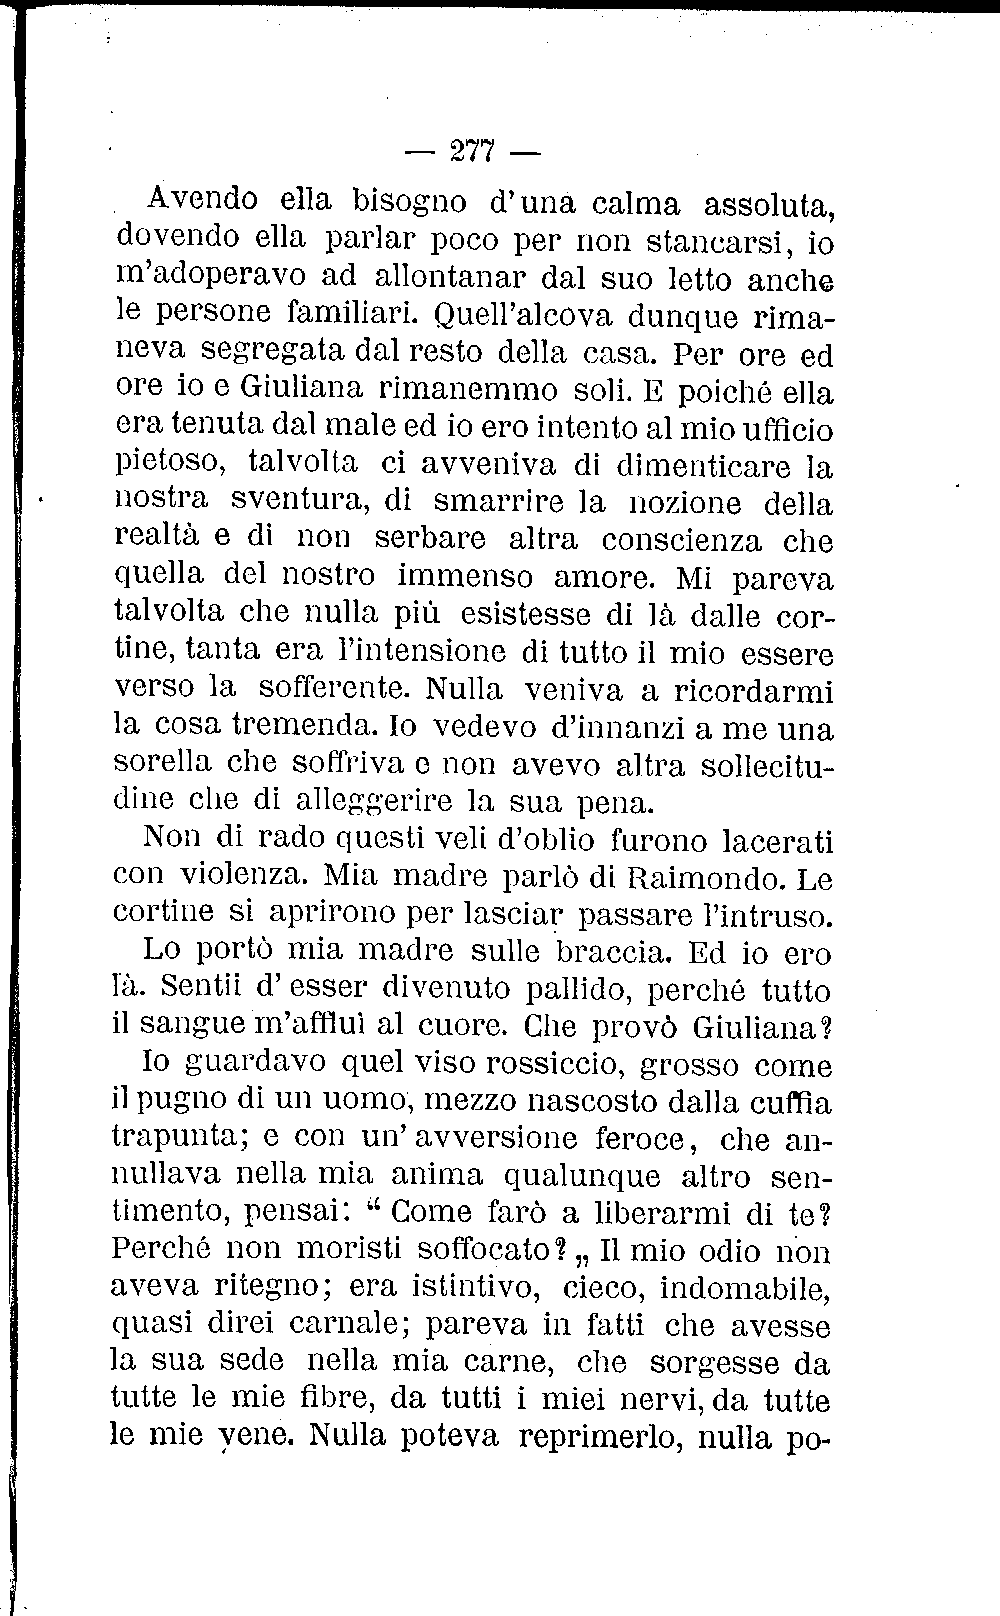 — 277 —
Avendo ella bisogno d'una calma assoluta,
dovendo ella parlar poco per non stancarsi, io
m'adoperavo ad allontanar dal suo letto anche
le persone familiari. Quell'alcova dunque rima-
neva segregata dal resto della casa. Per ore ed
ore io e Giuliana rimanemmo soli. E poiché ella
era tenuta dal male ed io ero intento al mio ufficio
pietoso, talvolta ci avveniva di dimenticare la
nostra sventura, di smarrire la nozione della
realtà e di non serbare altra conscienza che
quella del nostro immenso amore. Mi pareva
talvolta che nulla più esistesse di là dalle cor-
tine, tanta era l'intensione di tutto il mio essere
verso la sofferente. Nulla veniva a ricordarmi
la cosa tremenda. Io vedevo d'innanzi a me una
sorella che soffriva e non avevo altra sollecitu-
dine che di alleggerire la sua pena.
Non di rado questi veli d'oblio furono lacerati
con violenza. Mia madre parlò di Raimondo. Le
cortine si aprirono per lasciar passare l'intruso.
Lo portò mia madre sulle braccia. Ed io ero
là. Sentii d' esser divenuto pallido, perché tutto
il sangue m'affluì al cuore. Che provò Giuliana?
Io guardavo quel viso rossiccio, grosso come
il pugno di un uomo, mezzo nascosto dalla cuffia
trapunta; e con un' avversione feroce, che an-
nullava nella mia anima qualunque altro sen-
timento, pensai: “ Come farò a liberarmi di te?
Perché non moristi soffocato? „ Il mio odio non
aveva ritegno; era istintivo, cieco, indomabile,
quasi direi carnale; pareva in fatti che avesse
la sua sede nella mia carne, che sorgesse da
tutte le mie fibre, da tutti i miei nervi, da tutte
le mie vene. Nulla poteva reprimerlo, nulla po-